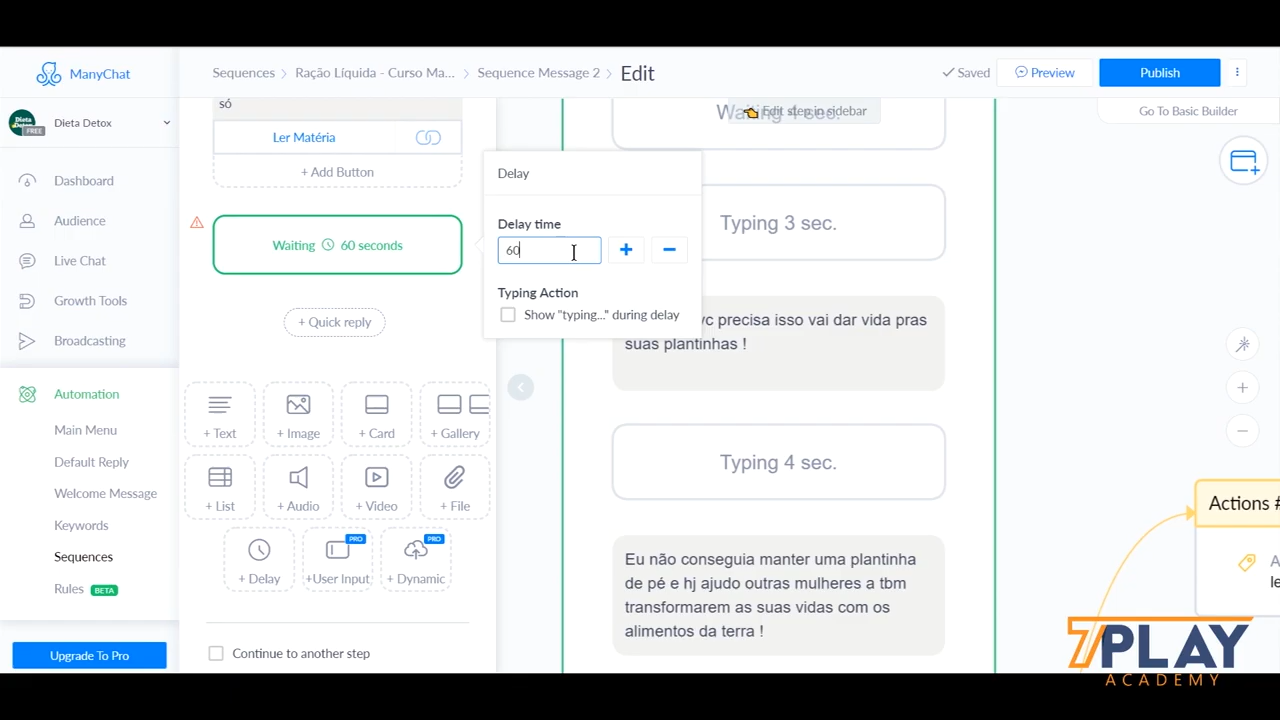 ManyChat
Sequences
Ração Líquida - Curso Ma...
Sequence Message 2
Edit
Saved
Preview
Publish
Dieta Detox
FREE
Dashboard
Audience
Live Chat
Growth Tools
Broadcasting
Automation
Main Menu
Default Reply
Welcome Message
Keywords
Sequences
Rules BETA
Upgrade To Pro
só
Ler Matéria
+ Add Button
Waiting 60 seconds
+ Quick reply
+ Text
+ Image
+ Card
+ Gallery
+ List
+ Audio
+ Video
+ File
+ Delay
PRO
+User Input
PRO
+ Dynamic
Continue to another step
Delay
Delay time
60
Typing Action
Show "typing..." during delay
Waiting 4 sec.
Edit step in sidebar
Typing 3 sec.
vc precisa isso vai dar vida pras
suas plantinhas !
Typing 4 sec.
Eu não conseguia manter uma plantinha
de pé e hj ajudo outras mulheres a tbm
transformarem as suas vidas com os
alimentos da terra !
Go To Basic Builder
Actions #
A
le
7PLAY
ACADEMY